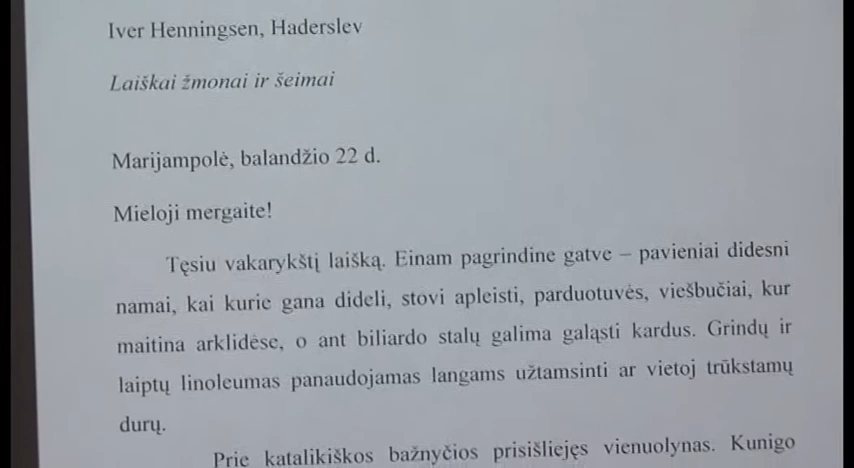 Iver Henningsen, Haderslev
Laiškai žmonai ir šeimai
Marijampolė, balandžio 22 d.
Mieloji mergaite!
Tęsiu vakarykštį laišką. Einam pagrindine gatve – pavieniai didesni
namai, kai kurie gana dideli, stovi apleisti, parduotuvės, viešbučiai, kur
maitina arklidėse, o ant biliardo stalų galima galąsti kardus. Grindų ir
laiptų linoleumas panaudojamas langams užtamsinti ar vietoj trūkstamų
durų.
Prie katalikiškos bažnyčios prisišliejęs vienuolynas. Kunigo